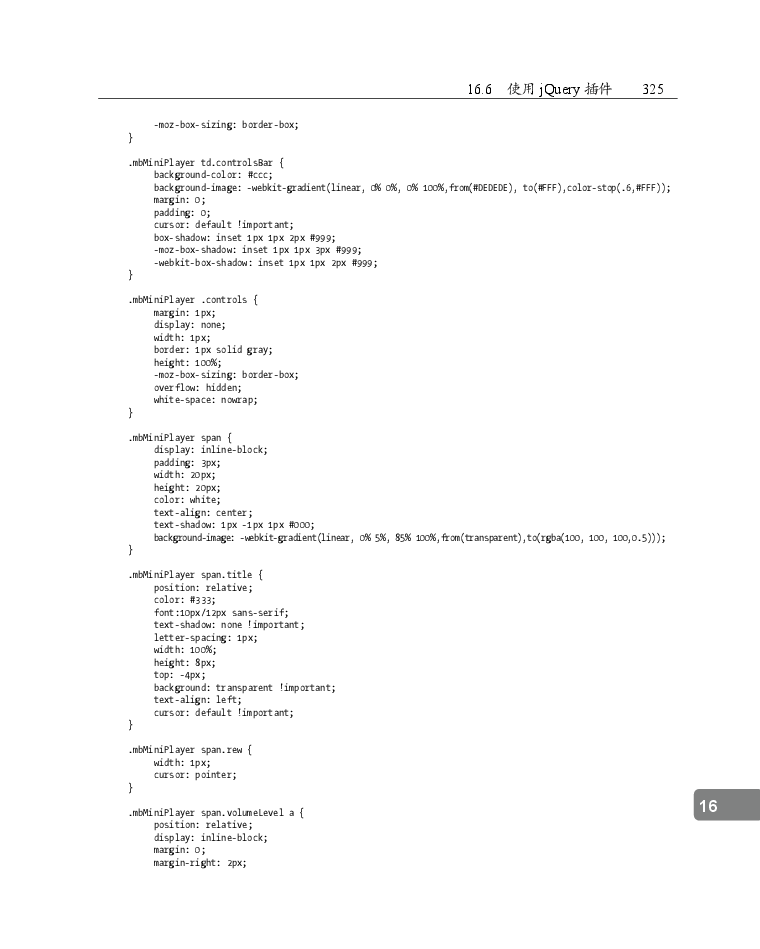 16.6 使用 jQuery 插件 325
-moz-box-sizing: border-box;
}
.mbMiniPlayer td.controlsBar {
background-color: #ccc;
background-image: -webkit-gradient(linear, 0% 0%, 0% 100%,from(#DEDEDE), to(#FFF),color-stop(.6,#FFF));
margin: 0;
padding: 0;
cursor: default !important;
box-shadow: inset 1px 1px 2px #999;
-moz-box-shadow: inset 1px 1px 3px #999;
-webkit-box-shadow: inset 1px 1px 2px #999;
}
.mbMiniPlayer .controls {
margin: 1px;
display: none;
width: 1px;
border: 1px solid gray;
height: 100%;
-moz-box-sizing: border-box;
overflow: hidden;
white-space: nowrap;
}
.mbMiniPlayer span {
display: inline-block;
padding: 3px;
width: 20px;
height: 20px;
color: white;
text-align: center;
text-shadow: 1px -1px 1px #000;
background-image: -webkit-gradient(linear, 0% 5%, 85% 100%,from(transparent),to(rgba(100, 100, 100,0.5)));
}
.mbMiniPlayer span.title {
position: relative;
color: #333;
font:10px/12px sans-serif;
text-shadow: none !important;
letter-spacing: 1px;
width: 100%;
height: 8px;
top: -4px;
background: transparent !important;
text-align: left;
cursor: default !important;
}
.mbMiniPlayer span.rew {
width: 1px;
cursor: pointer;
}
.mbMiniPlayer span.volumeLevel a {
position: relative;
display: inline-block;
margin: 0;
margin-right: 2px;
16